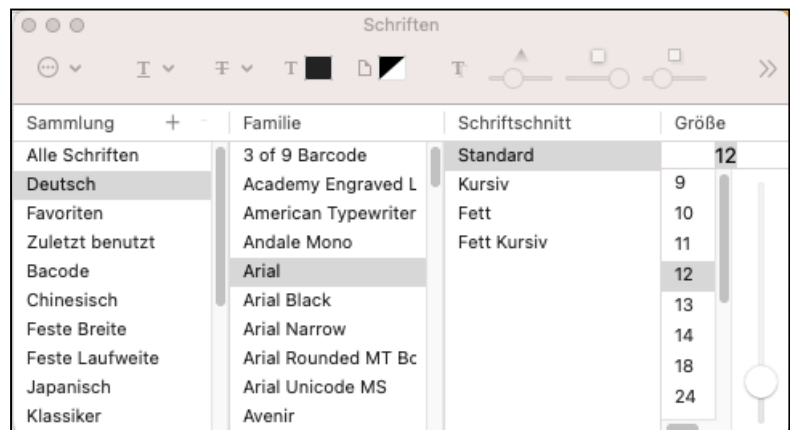 Schriften
T T T T
Sammlung + - Familie Schriftschnitt Größe
Alle Schriften 3 of 9 Barcode Standard 12
Deutsch Academy Engraved L Kursiv 9
Favoriten American Typewriter Fett 10
Zuletzt benutzt Andale Mono Fett Kursiv 11
Bacode Arial 12
Chinesisch Arial Black 13
Feste Breite Arial Narrow 14
Feste Laufweite Arial Rounded MT Bo 18
Japanisch Arial Unicode MS 24
Klassiker Avenir